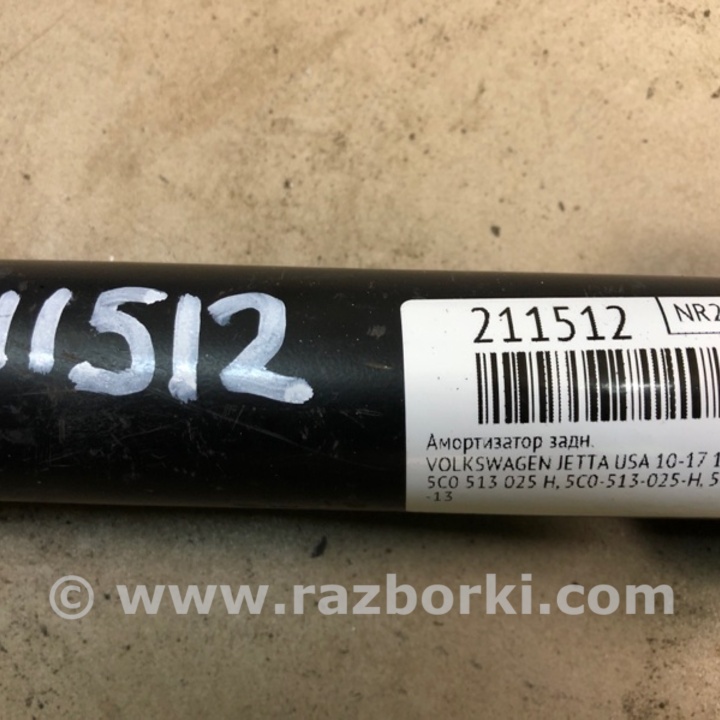 11512
211512
NR2
Амортизатор задн.
VOLKSWAGEN JETTA USA 10-17 1
5C0 513 025 H, 5C0-513-025-H, 5
-13
© www.razborki.com